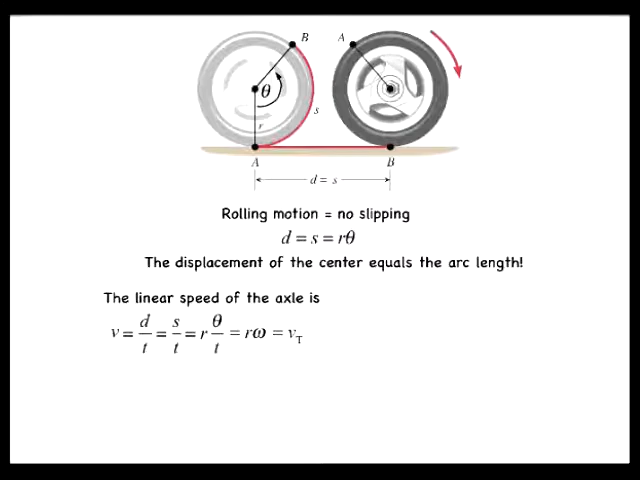 B A
θ
s
r
A B
d = s
Rolling motion = no slipping
d = s = rθ
The displacement of the center equals the arc length!
The linear speed of the axle is
v = d/t = s/t = r θ/t = rω = v_T